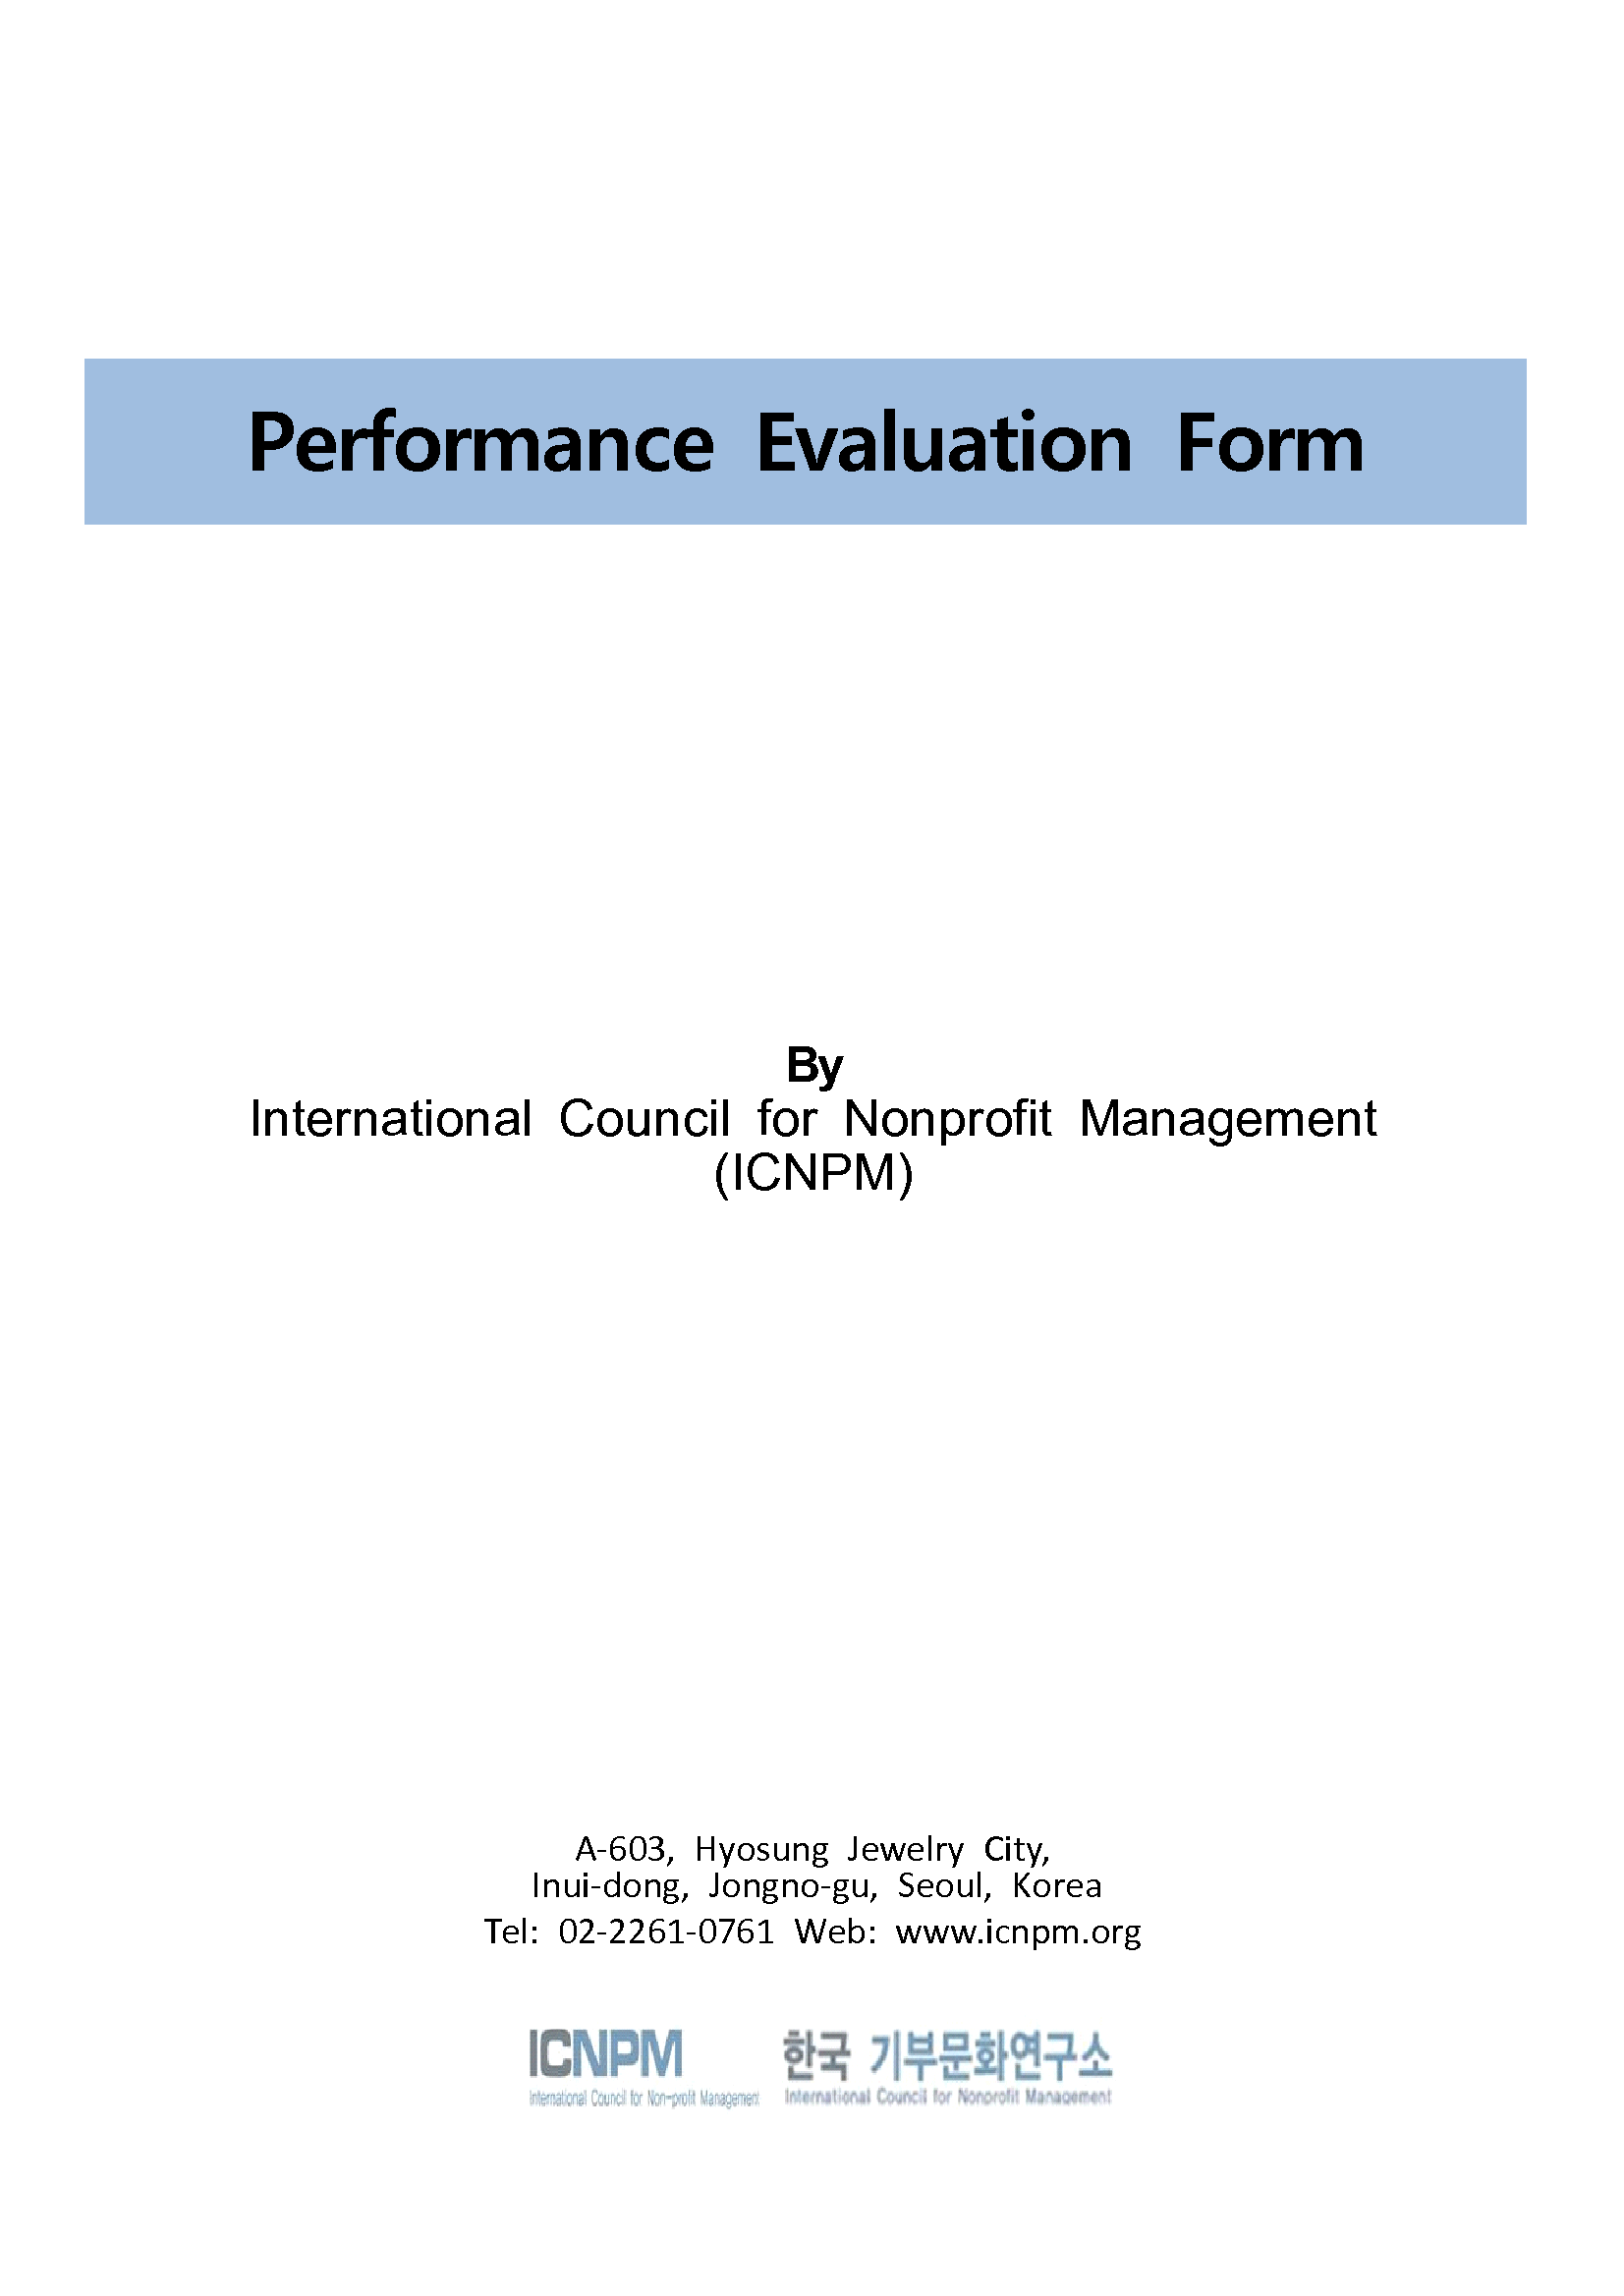 Performance Evaluation Form
By
International Council for Nonprofit Management
(ICNPM)
A-603, Hyosung Jewelry City,
Inui-dong, Jongno-gu, Seoul, Korea
Tel: 02-2261-0761 Web: www.icnpm.org
ICNPM 한국 기부문화연구소
International Council for Non-profit Management International Council for Nonprofit Management